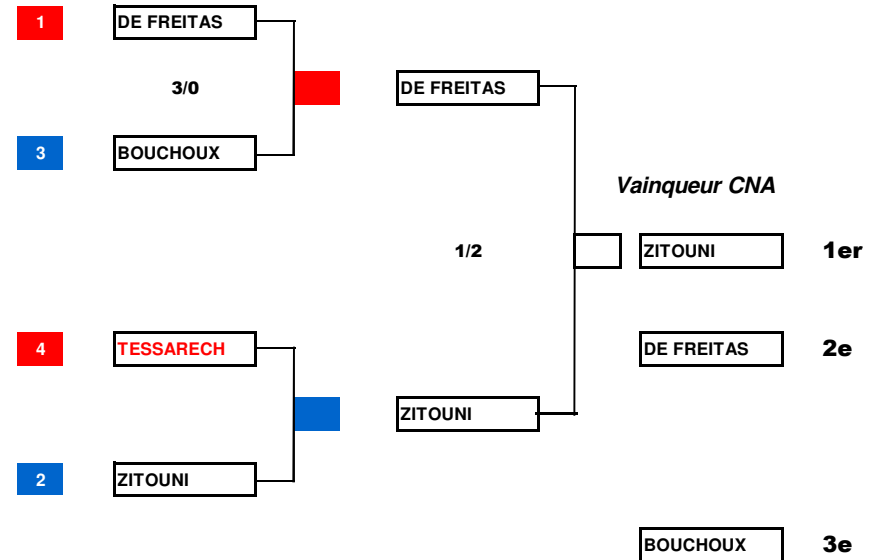 1 DE FREITAS
3/0 DE FREITAS
3 BOUCHOUX
Vainqueur CNA
1/2 ZITOUNI 1er
4 TESSARECH DE FREITAS 2e
ZITOUNI
2 ZITOUNI
BOUCHOUX 3e